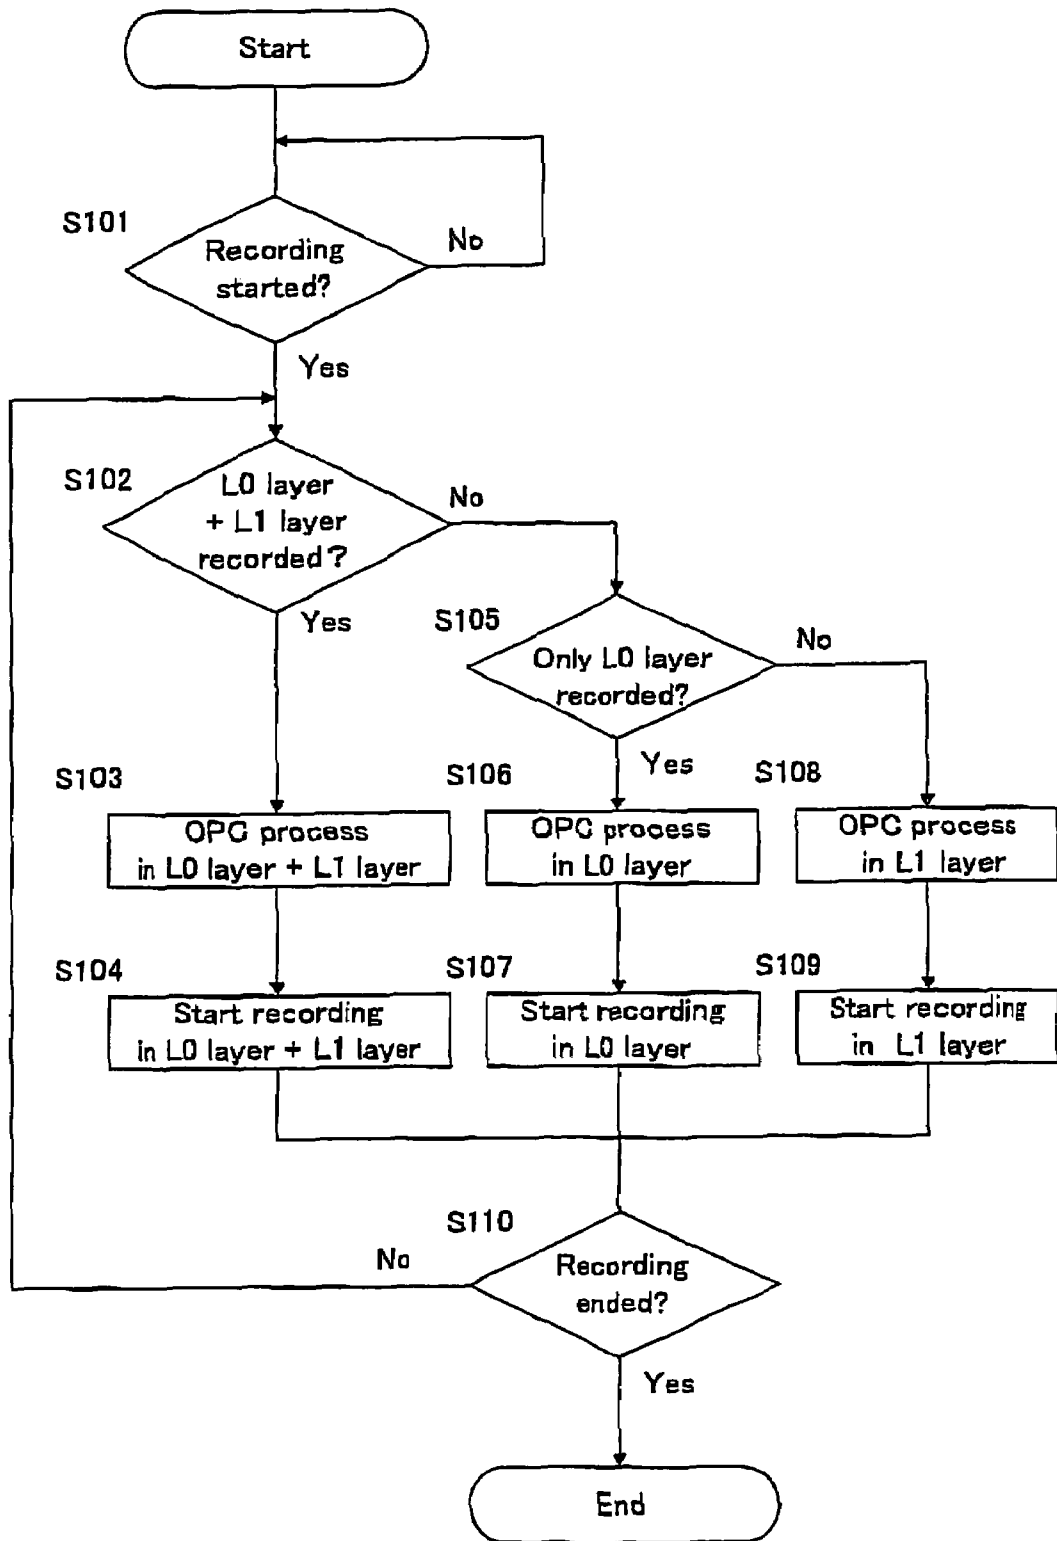 Start
S101
Recording
started?
No
Yes
S102
L0 layer
+ L1 layer
recorded?
No
Yes
S105
Only L0 layer
recorded?
No
Yes
S103
OPC process
in L0 layer + L1 layer
S106
OPC process
in L0 layer
S108
OPC process
in L1 layer
S104
Start recording
in L0 layer + L1 layer
S107
Start recording
in L0 layer
S109
Start recording
in L1 layer
S110
Recording
ended?
No
Yes
End